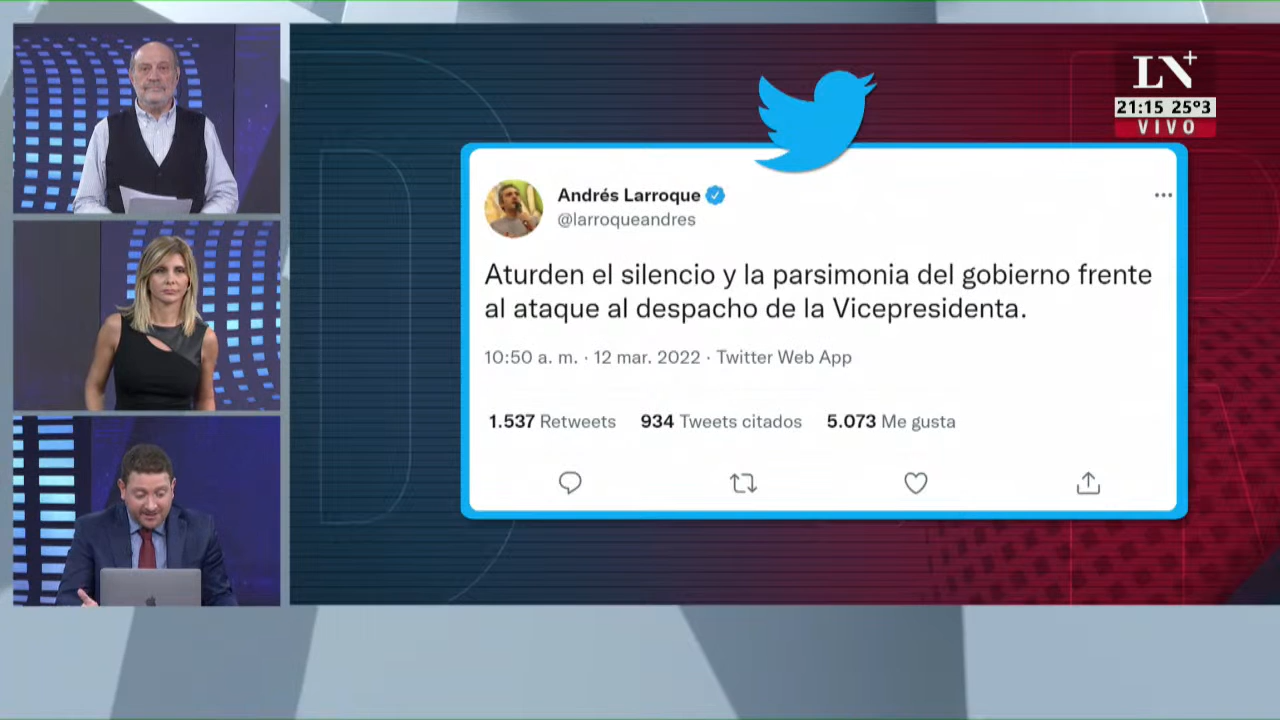 LN+
21:15 25°3
VIVO
Andrés Larroque
@larroqueandres
Aturden el silencio y la parsimonia del gobierno frente
al ataque al despacho de la Vicepresidenta.
10:50 a. m. · 12 mar. 2022 · Twitter Web App
1.537 Retweets 934 Tweets citados 5.073 Me gusta